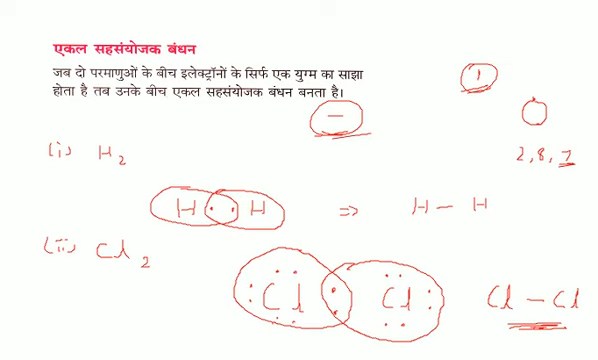 एकल सहसंयोजक बंधन
जब दो परमाणुओं के बीच इलेक्ट्रॉनों के सिर्फ एक युग्म का साझा
होता है तब उनके बीच एकल सहसंयोजक बंधन बनता है।
1
—
(i) H₂
2, 8, 7
H : H ⇒ H – H
(ii) Cl₂
Cl : Cl Cl – Cl